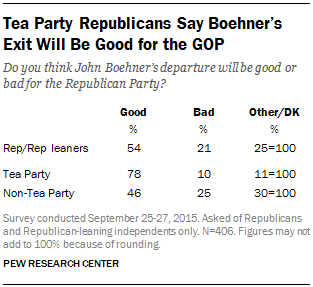 Tea Party Republicans Say Boehner's
Exit Will Be Good for the GOP
Do you think John Boehner's departure will be good or
bad for the Republican Party?
Good Bad Other/DK
% % %
Rep/Rep leaners 54 21 25=100
Tea Party 78 10 11=100
Non-Tea Party 46 25 30=100
Survey conducted September 25-27, 2015. Asked of Republicans
and Republican-leaning independents only. N=406. Figures may not
add to 100% because of rounding.
PEW RESEARCH CENTER